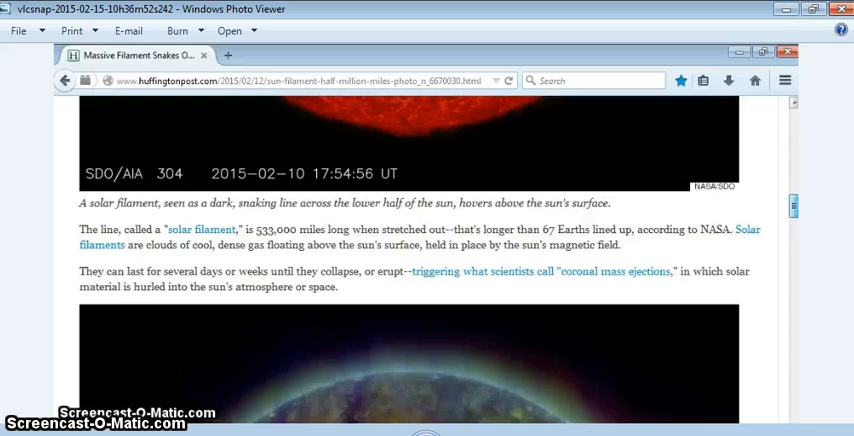 vlcsnap-2015-02-15-10h36m52s242 - Windows Photo Viewer
File Print E-mail Burn Open
Massive Filament Snakes O...
www.huffingtonpost.com/2015/02/12/sun-filament-half-million-miles-photo_n_6670030.html Search
SDO/AIA 304 2015-02-10 17:54:56 UT
NASA/SDO
A solar filament, seen as a dark, snaking line across the lower half of the sun, hovers above the sun's surface.
The line, called a "solar filament," is 533,000 miles long when stretched out--that's longer than 67 Earths lined up, according to NASA. Solar
filaments are clouds of cool, dense gas floating above the sun's surface, held in place by the sun's magnetic field.
They can last for several days or weeks until they collapse, or erupt--triggering what scientists call "coronal mass ejections," in which solar
material is hurled into the sun's atmosphere or space.
Screencast-O-Matic.com
Screencast-O-Matic.com